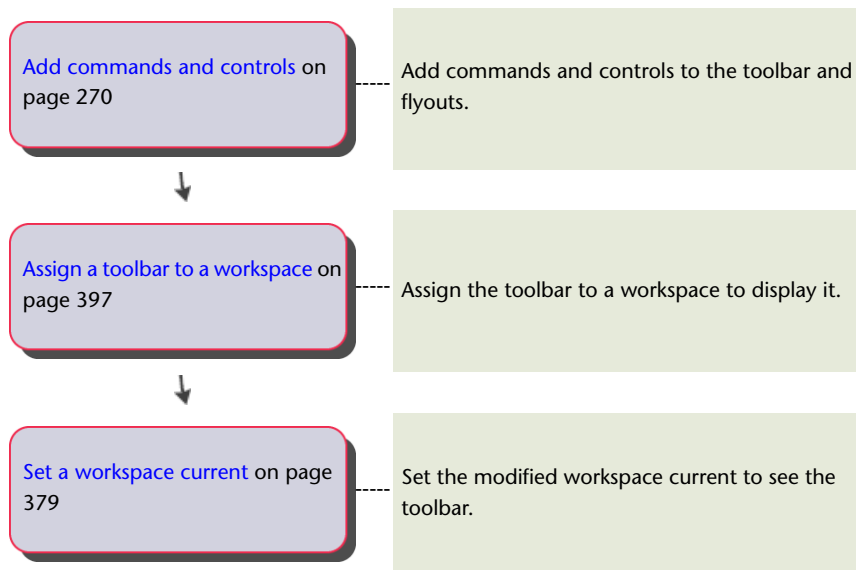 Add commands and controls on
page 270
Add commands and controls to the toolbar and
flyouts.
Assign a toolbar to a workspace on
page 397
Assign the toolbar to a workspace to display it.
Set a workspace current on page
379
Set the modified workspace current to see the
toolbar.